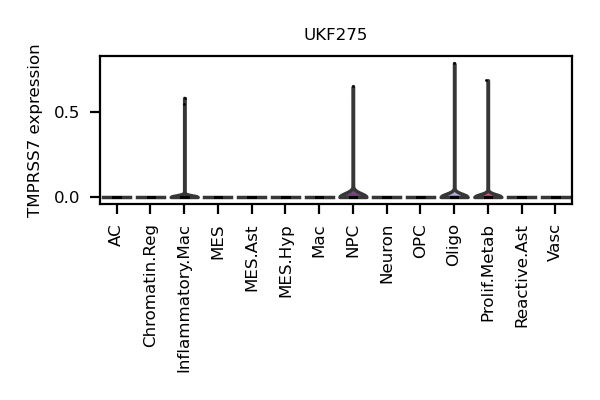 UKF275
TMPRSS7 expression
0.5
0.0
AC
Chromatin.Reg
Inflammatory.Mac
MES
MES.Ast
MES.Hyp
Mac
NPC
Neuron
OPC
Oligo
Prolif.Metab
Reactive.Ast
Vasc